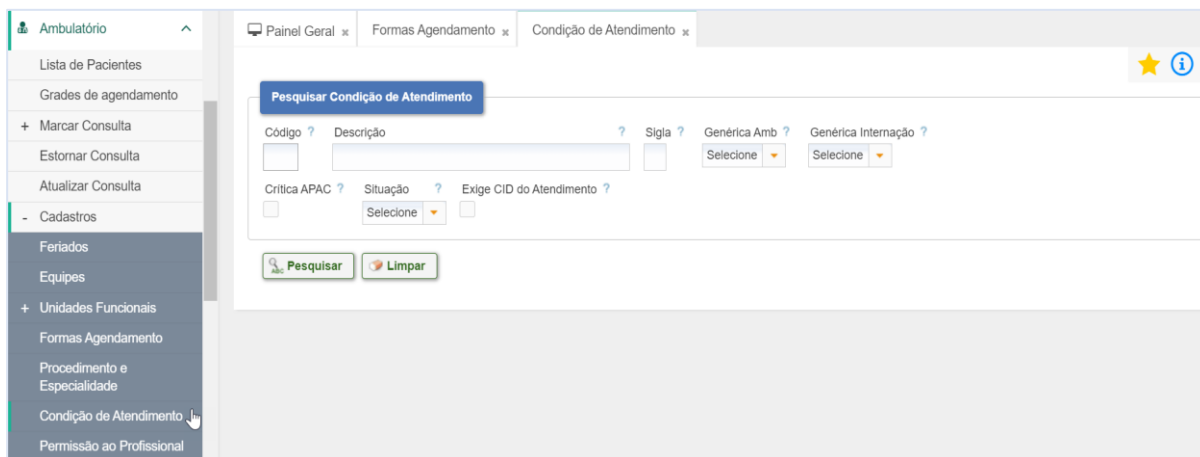 Ambulatório
Lista de Pacientes
Grades de agendamento
+ Marcar Consulta
Estornar Consulta
Atualizar Consulta
- Cadastros
Feriados
Equipes
+ Unidades Funcionais
Formas Agendamento
Procedimento e
Especialidade
Condição de Atendimento
Permissão ao Profissional
Painel Geral x Formas Agendamento x Condição de Atendimento x
Pesquisar Condição de Atendimento
Código ? Descrição ? Sigla ? Genérica Amb ? Genérica Internação ?
Selecione Selecione
Crítica APAC ? Situação ? Exige CID do Atendimento ?
Selecione
ABC Pesquisar Limpar